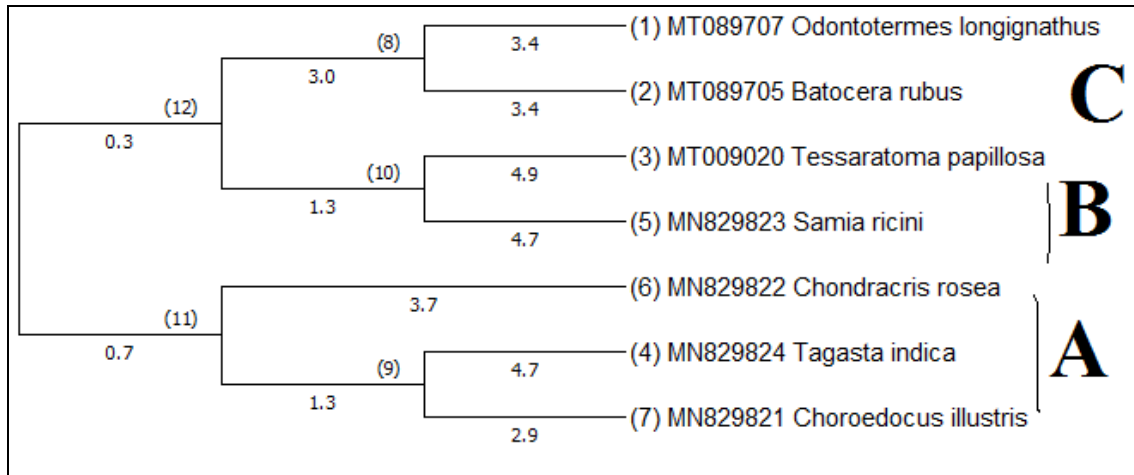 (1) MT089707 Odontotermes longignathus
(8)
3.4
3.0
(2) MT089705 Batocera rubus
C
(12)
3.4
0.3
(3) MT009020 Tessaratoma papillosa
(10)
4.9
1.3
(5) MN829823 Samia ricini
B
4.7
(6) MN829822 Chondracris rosea
(11)
3.7
0.7
(4) MN829824 Tagasta indica
A
(9)
4.7
1.3
(7) MN829821 Choroedocus illustris
2.9